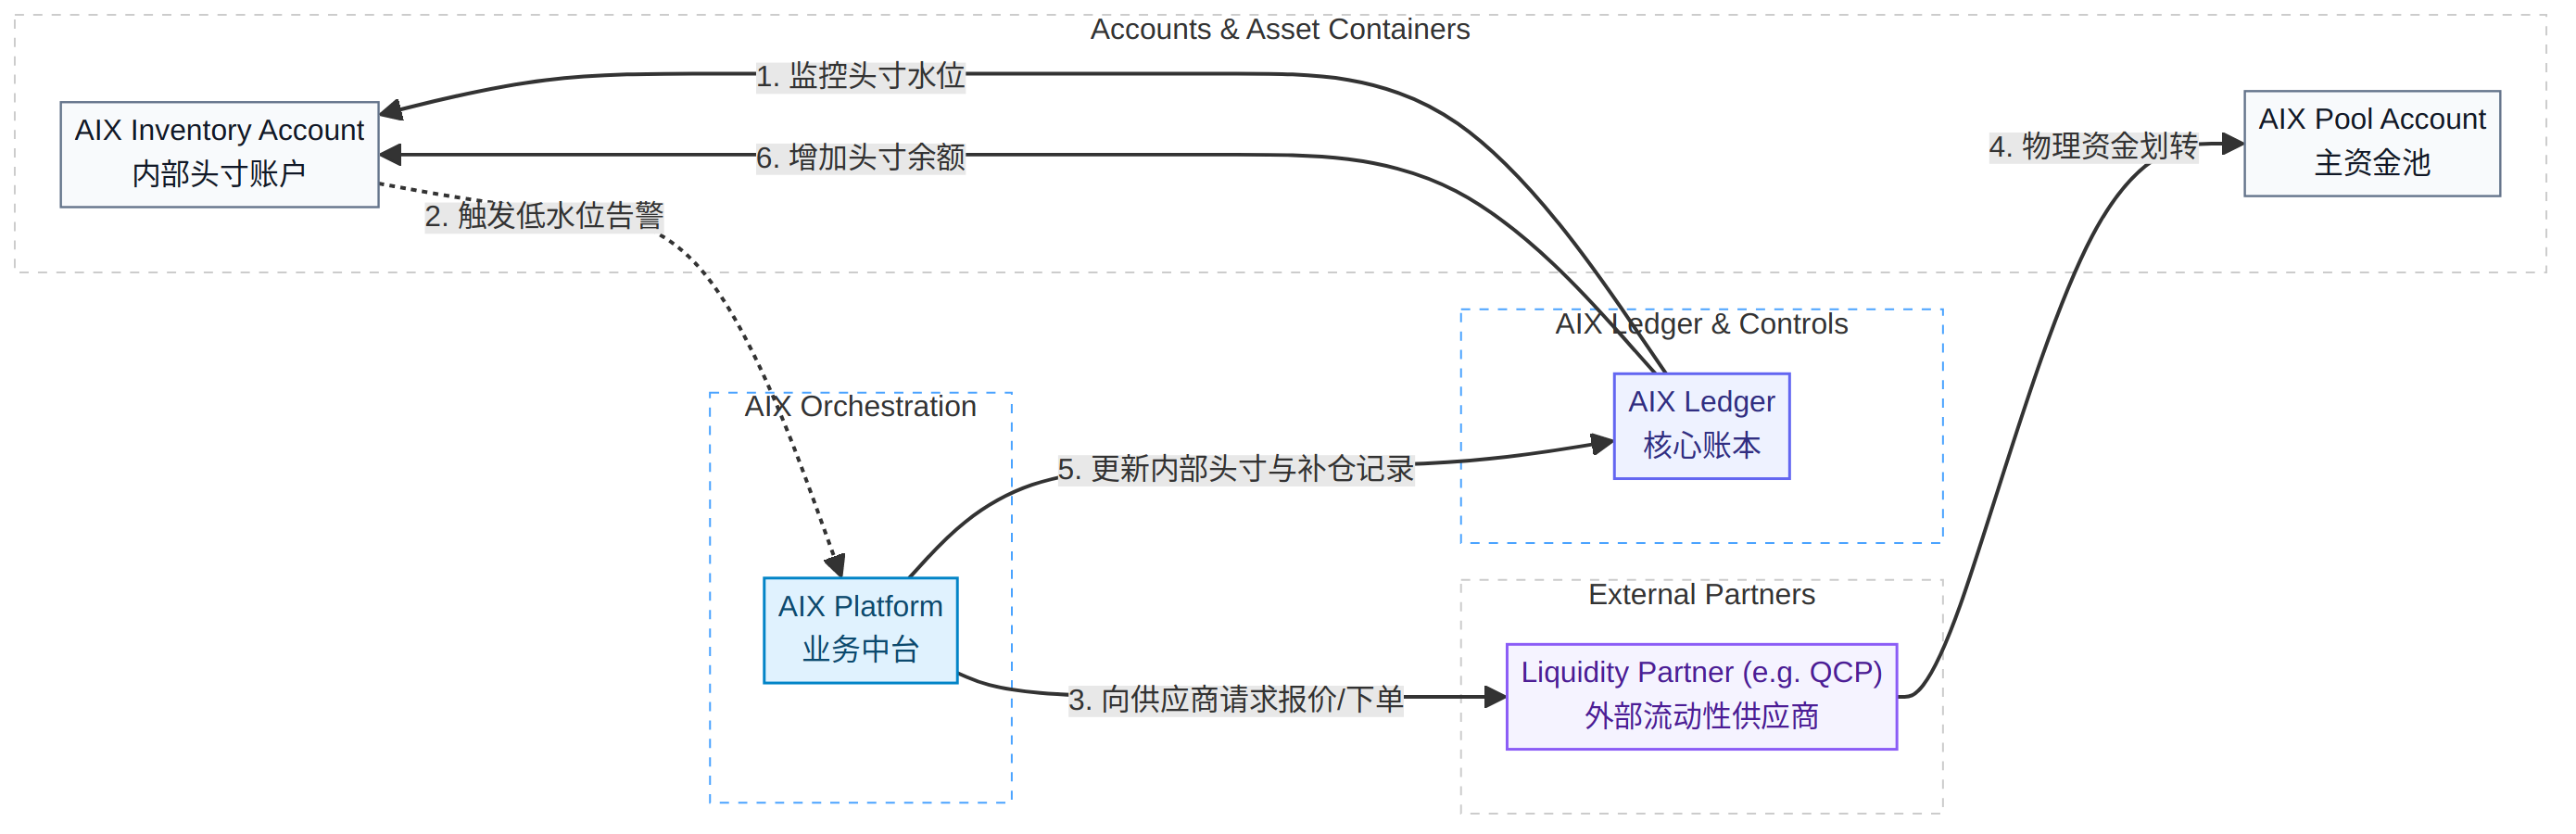 Accounts & Asset Containers
1. 监控头寸水位
AIX Inventory Account
内部头寸账户
6. 增加头寸余额
2. 触发低水位告警
4. 物理资金划转
AIX Pool Account
主资金池
AIX Ledger & Controls
AIX Ledger
核心账本
AIX Orchestration
5. 更新内部头寸与补仓记录
AIX Platform
业务中台
3. 向供应商请求报价/下单
External Partners
Liquidity Partner (e.g. QCP)
外部流动性供应商